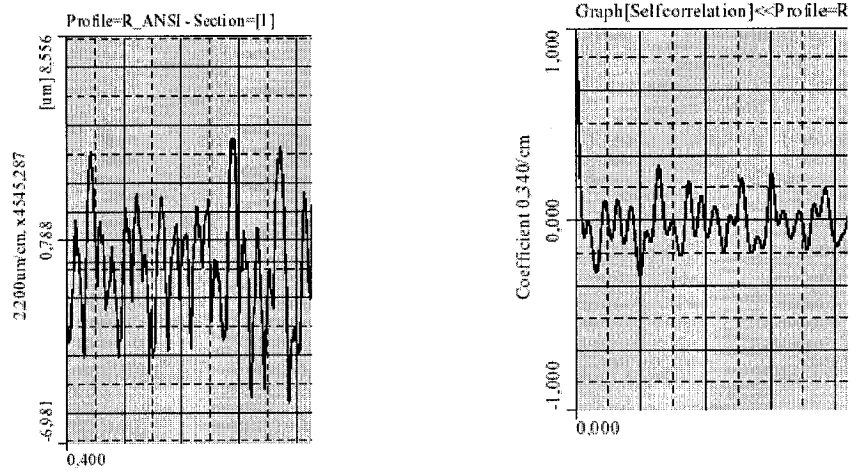 Profile=R_ANSI - Section=[1]
[um] 8,556
0,788
-6,981
2,200um/cm, x4545,287
0,400
Graph[Selfcorrelation]<<Profile=R
1,000
0,000
-1,000
Coefficient 0,340/cm
0,000